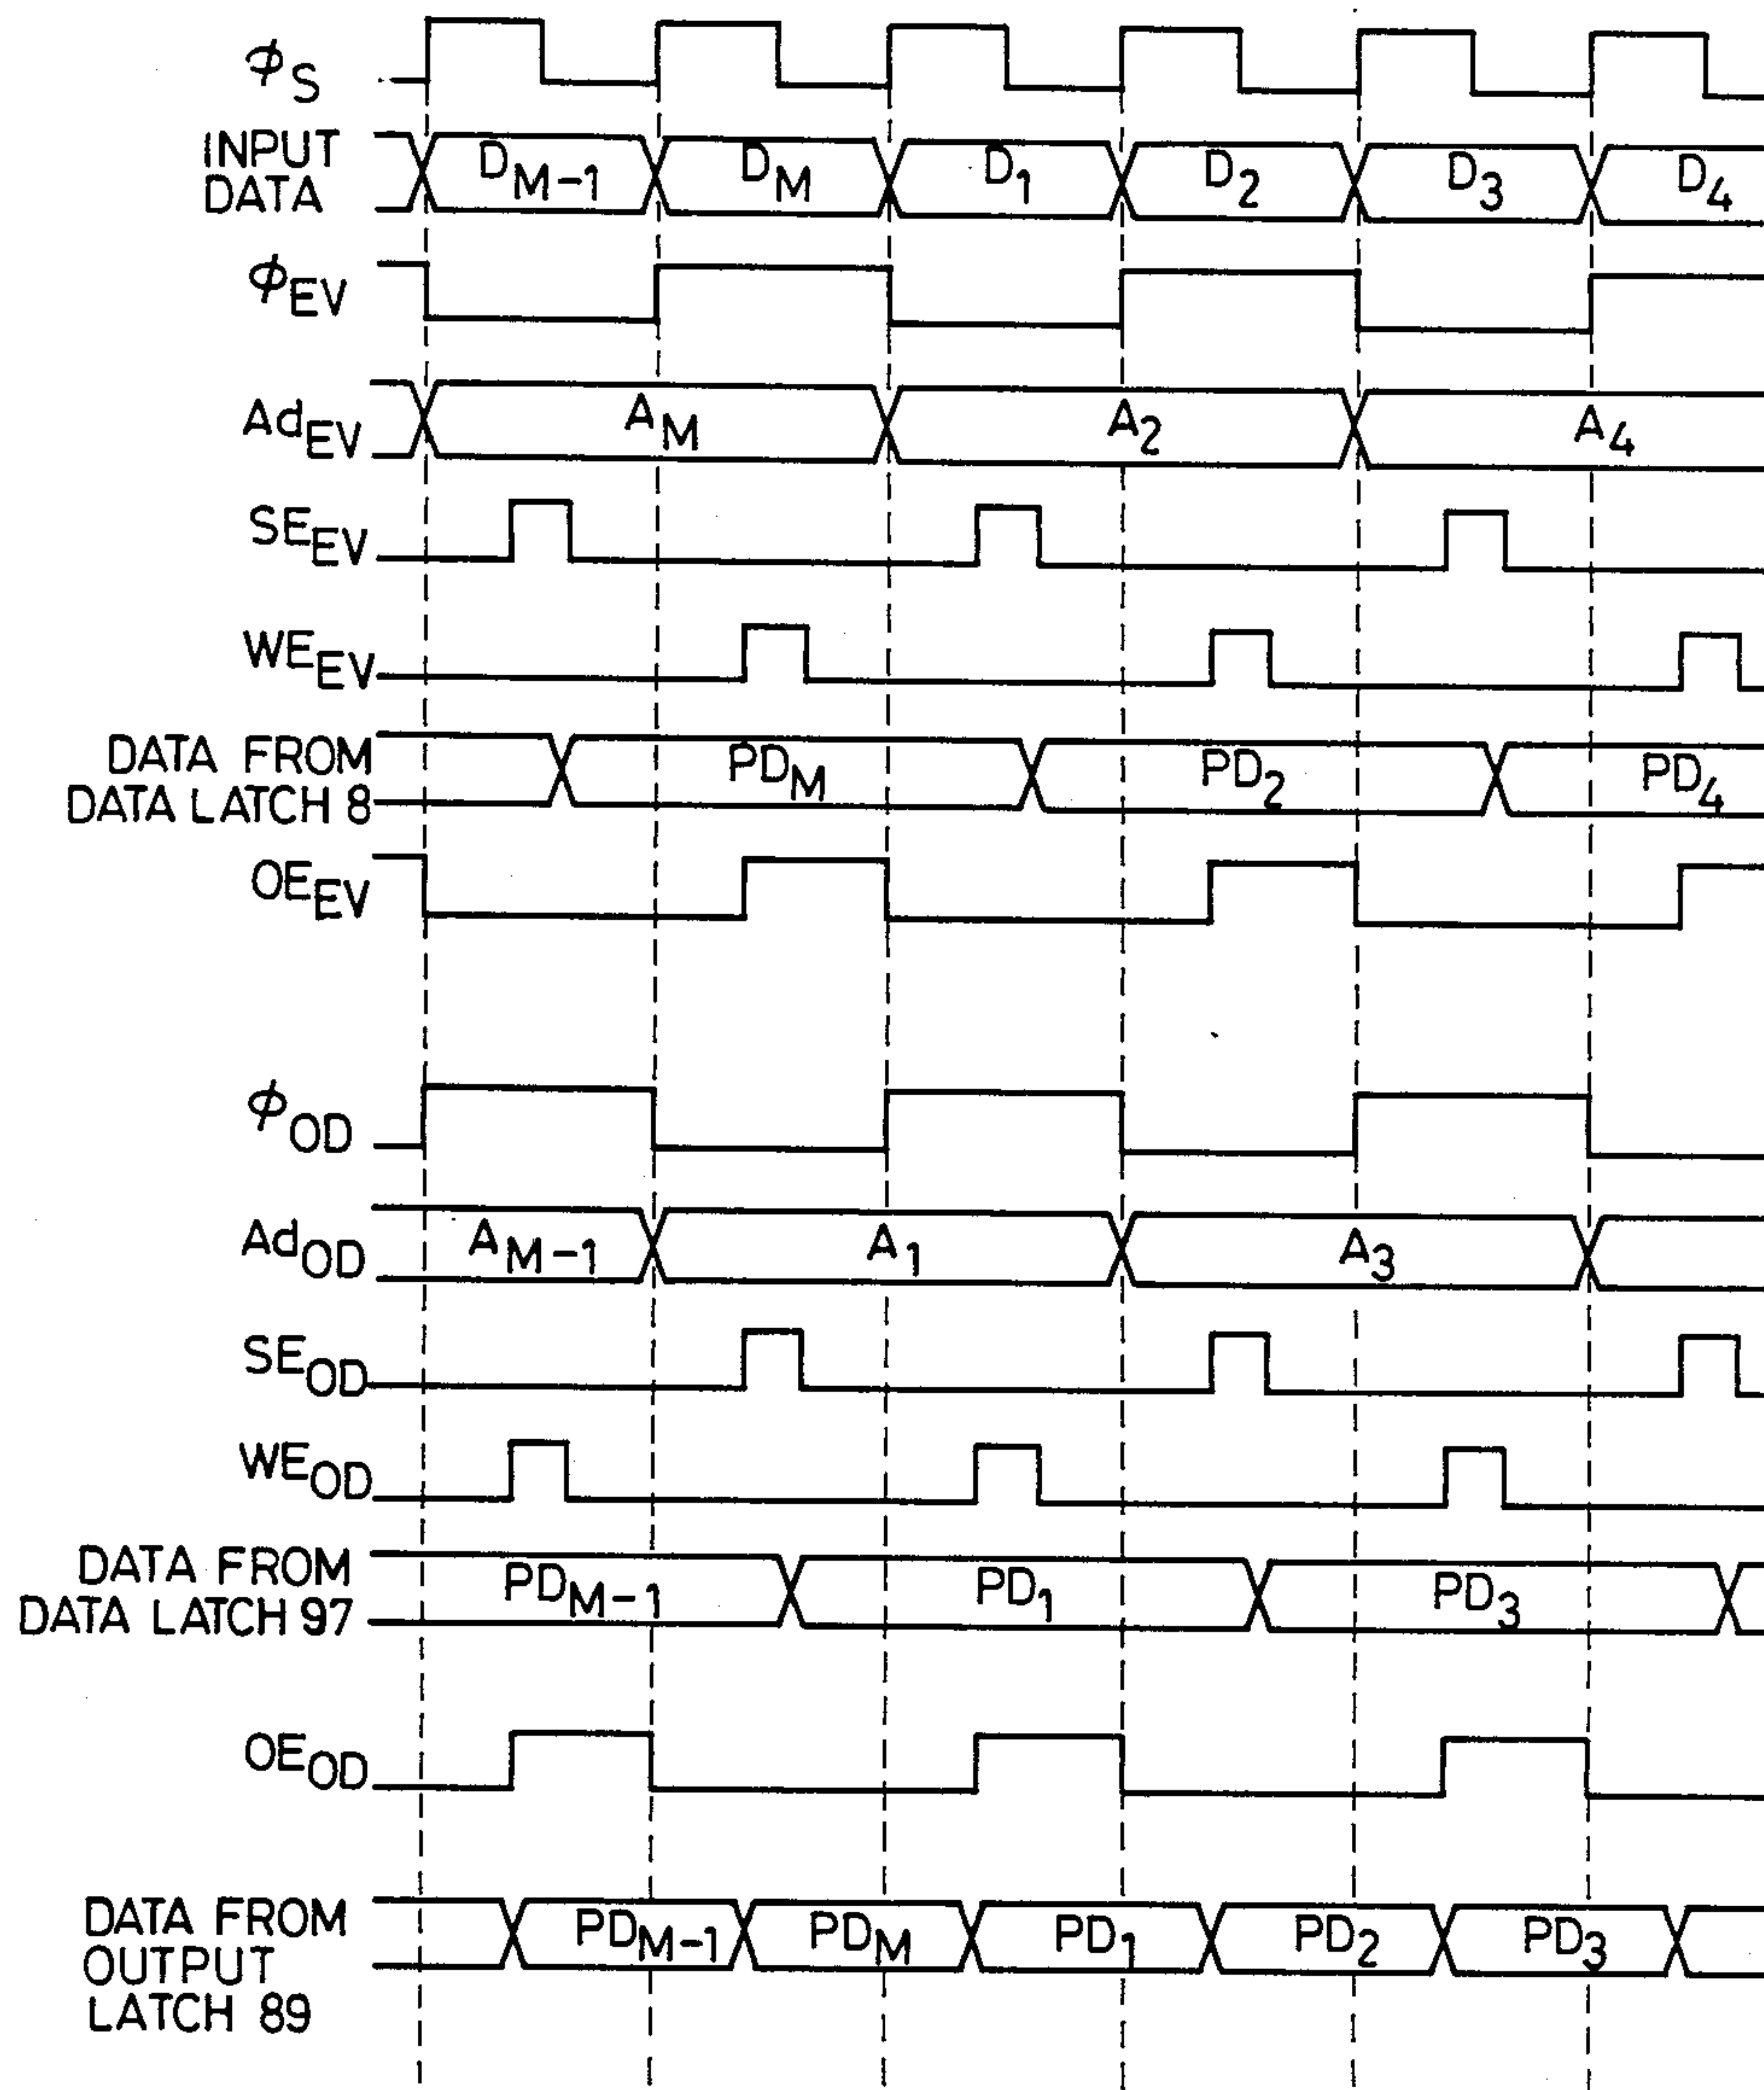 ϕS
INPUT DATA DM-1 DM D1 D2 D3 D4
ϕEV
AdEV AM A2 A4
SEEV
WEEV
DATA FROM
DATA LATCH 8 PDM PD2 PD4
OEEV
ϕOD
AdOD AM-1 A1 A3
SEOD
WEOD
DATA FROM
DATA LATCH 97 PDM-1 PD1 PD3
OEOD
DATA FROM
OUTPUT
LATCH 89 PDM-1 PDM PD1 PD2 PD3